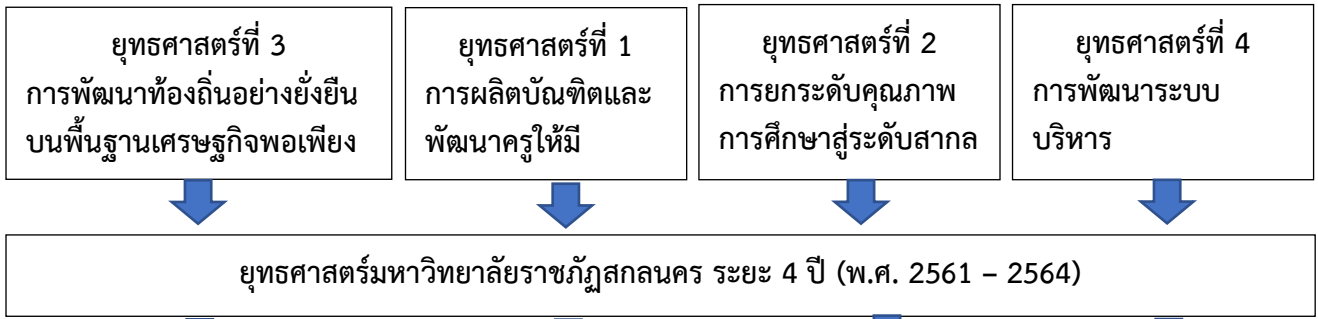 ยุทธศาสตร์ที่ 3
การพัฒนาท้องถิ่นอย่างยั่งยืน
บนพื้นฐานเศรษฐกิจพอเพียง
ยุทธศาสตร์ที่ 1
การผลิตบัณฑิตและ
พัฒนาครูให้มี
ยุทธศาสตร์ที่ 2
การยกระดับคุณภาพ
การศึกษาสู่ระดับสากล
ยุทธศาสตร์ที่ 4
การพัฒนาระบบ
บริหาร
ยุทธศาสตร์มหาวิทยาลัยราชภัฏสกลนคร ระยะ 4 ปี (พ.ศ. 2561 – 2564)